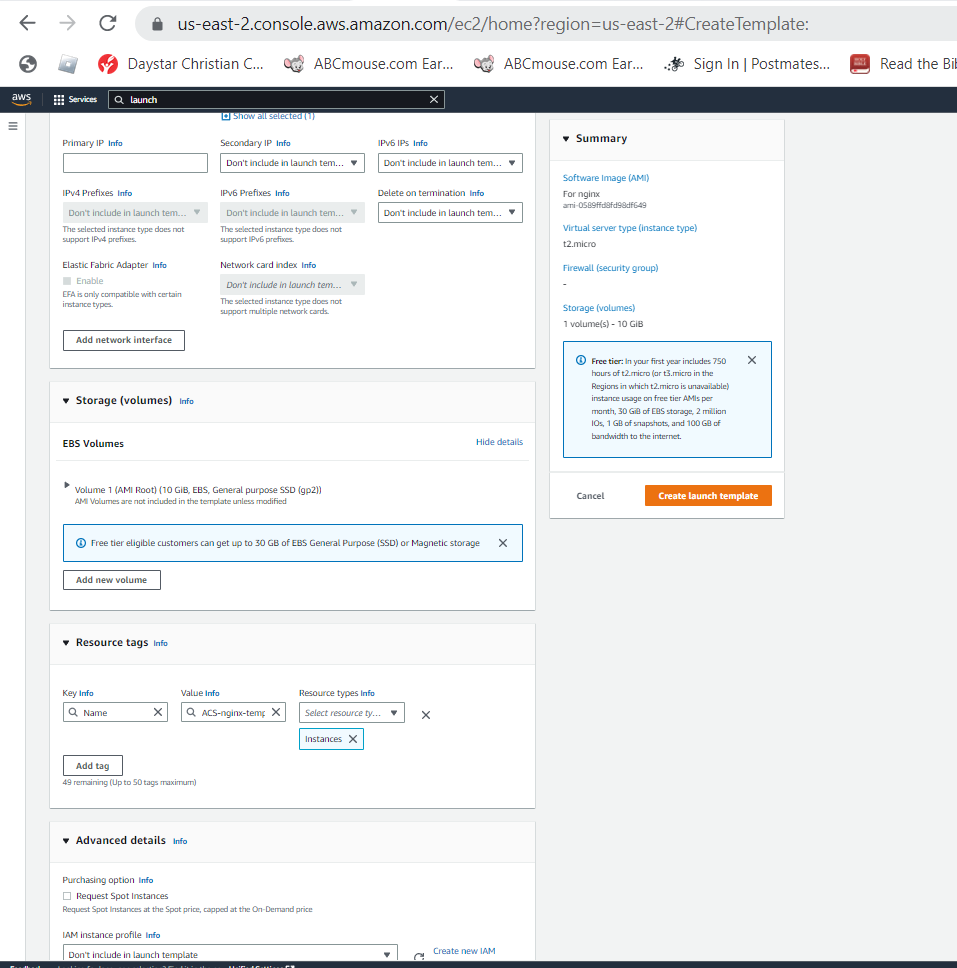 us-east-2.console.aws.amazon.com/ec2/home?region=us-east-2#CreateTemplate:
Daystar Christian C... ABCmouse.com Ear... ABCmouse.com Ear... Sign In | Postmates... Read the Bib
aws Services launch
Show all selected (1)
Primary IP Info Secondary IP Info IPv6 IPs Info
Don't include in launch tem... Don't include in launch tem...
IPv4 Prefixes Info IPv6 Prefixes Info Delete on termination Info
Don't include in launch tem... Don't include in launch tem... Don't include in launch tem...
The selected instance type does not The selected instance type does not
support IPv4 prefixes. support IPv6 prefixes.
Elastic Fabric Adapter Info Network card index Info
Enable Don't include in launch tem...
EFA is only compatible with certain The selected instance type does not
instance types. support multiple network cards.
Add network interface
Storage (volumes) Info
EBS Volumes Hide details
Volume 1 (AMI Root) (10 GiB, EBS, General purpose SSD (gp2))
AMI Volumes are not included in the template unless modified
Free tier eligible customers can get up to 30 GB of EBS General Purpose (SSD) or Magnetic storage
Add new volume
Resource tags Info
Key Info Value Info Resource types Info
Name ACS-nginx-temp Select resource ty...
Instances
Add tag
49 remaining (Up to 50 tags maximum)
Advanced details Info
Purchasing option Info
Request Spot Instances
Request Spot Instances at the Spot price, capped at the On-Demand price
IAM instance profile Info
Don't include in launch template Create new IAM
Summary
Software Image (AMI)
For nginx
ami-0589ffd8fd98df649
Virtual server type (instance type)
t2.micro
Firewall (security group)
-
Storage (volumes)
1 volume(s) - 10 GiB
Free tier: In your first year includes 750
hours of t2.micro (or t3.micro in the
Regions in which t2.micro is unavailable)
instance usage on free tier AMIs per
month, 30 GiB of EBS storage, 2 million
IOs, 1 GB of snapshots, and 100 GB of
bandwidth to the internet.
Cancel Create launch template